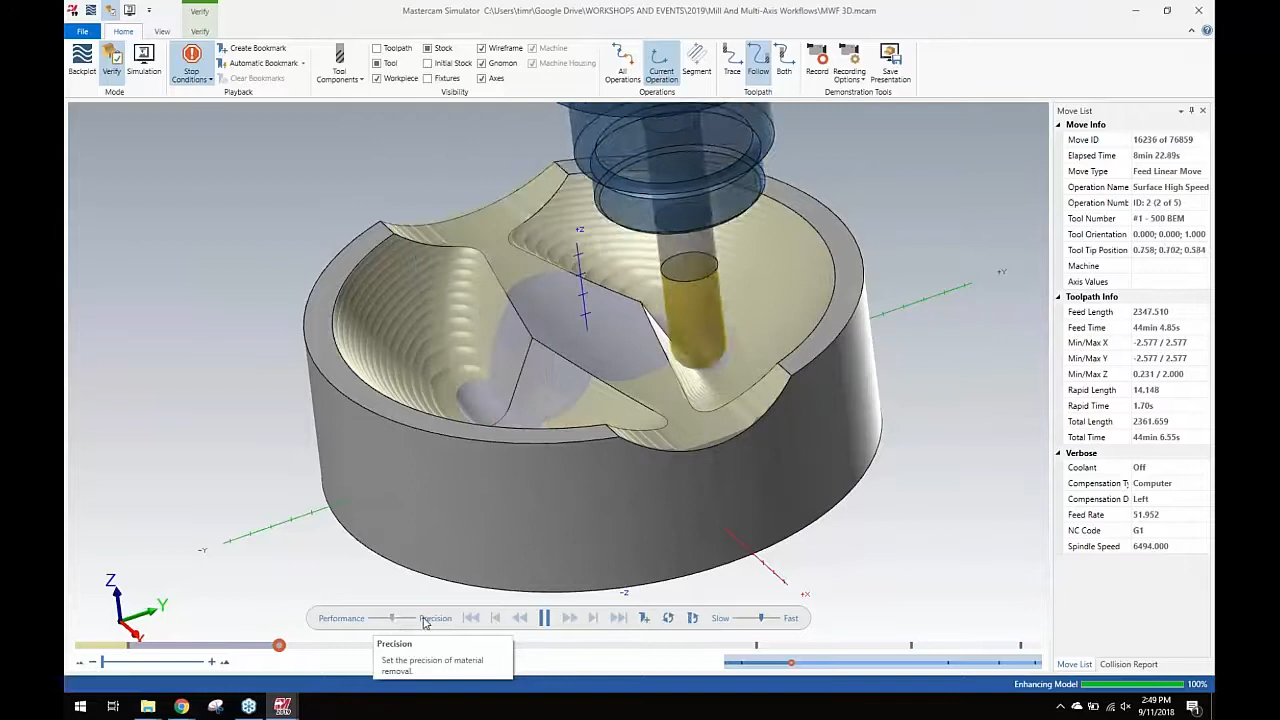 Verify
Mastercam Simulator C:\Users\timr\Google Drive\WORKSHOPS AND EVENTS\2019\Mill And Multi-Axis Workflows\MWF 3D.mcam
File Home View Verify
Backplot Verify Simulation
Mode
Stop Conditions
Create Bookmark
Automatic Bookmark
Clear Bookmarks
Playback
Tool Components
Toolpath Stock Wireframe Machine
Tool Initial Stock Gnomon Machine Housing
Workpiece Fixtures Axes
Visibility
All Operations Current Operation Segment
Operations
Trace Follow Both
Toolpath
Record Recording Options Save Presentation
Demonstration Tools
Move List
Move Info
Move ID 16236 of 76859
Elapsed Time 8min 22.89s
Move Type Feed Linear Move
Operation Name Surface High Speed
Operation Numb ID: 2 (2 of 5)
Tool Number #1 - 500 BEM
Tool Orientation 0.000; 0.000; 1.000
Tool Tip Position 0.758; 0.702; 0.584
Machine
Axis Values
Toolpath Info
Feed Length 2347.510
Feed Time 44min 4.85s
Min/Max X -2.577 / 2.577
Min/Max Y -2.577 / 2.577
Min/Max Z 0.231 / 2.000
Rapid Length 14.148
Rapid Time 1.70s
Total Length 2361.659
Total Time 44min 6.55s
Verbose
Coolant Off
Compensation Ty Computer
Compensation D Left
Feed Rate 51.952
NC Code G1
Spindle Speed 6494.000
+Z
+Y
-Y
-Z
+X
Z
Y
X
Performance Precision Slow Fast
Precision
Set the precision of material
removal.
Move List Collision Report
Enhancing Model 100%
2:49 PM
9/11/2018